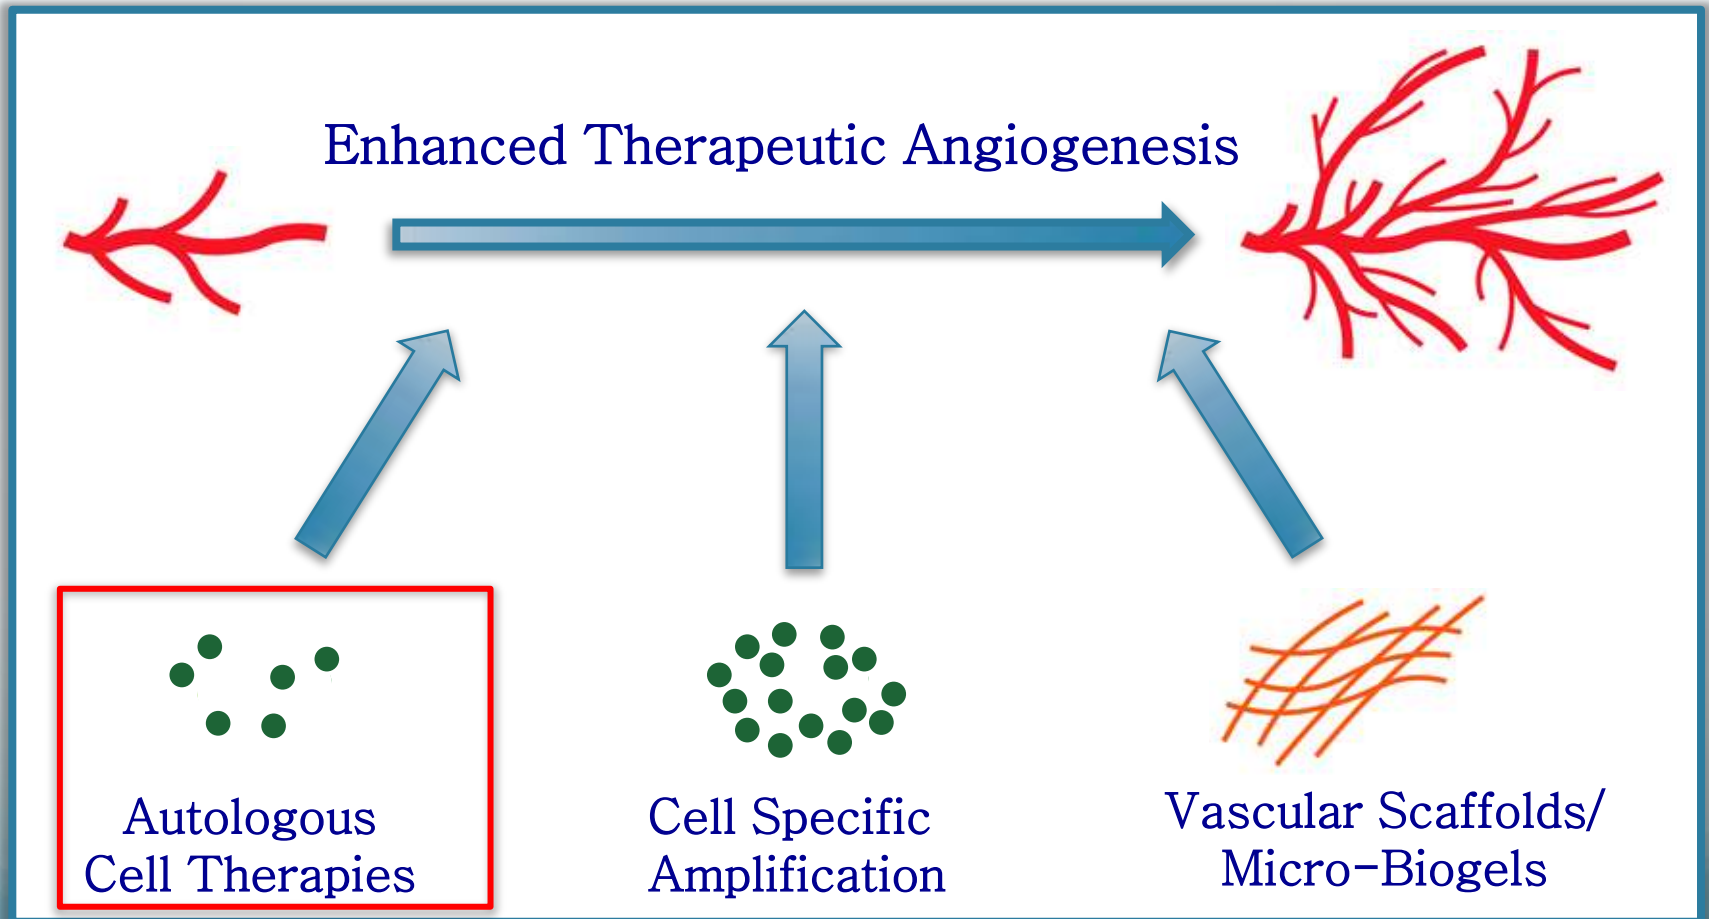 Enhanced Therapeutic Angiogenesis
Autologous
Cell Therapies
Cell Specific
Amplification
Vascular Scaffolds/
Micro-Biogels